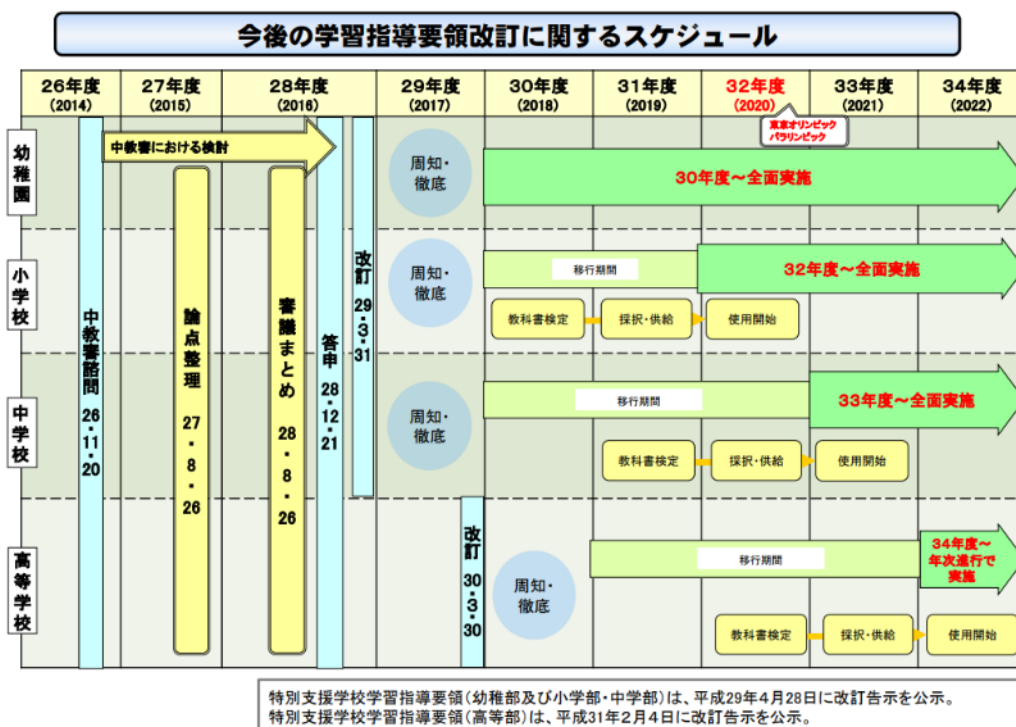 今後の学習指導要領改訂に関するスケジュール
26年度
(2014)
27年度
(2015)
28年度
(2016)
29年度
(2017)
30年度
(2018)
31年度
(2019)
32年度
(2020)
33年度
(2021)
34年度
(2022)
東京オリンピック
パラリンピック
幼稚園
中教審における検討
周知・
徹底
30年度～全面実施
小学校
周知・
徹底
移行期間
32年度～全面実施
教科書検定
採択・供給
使用開始
中教審諮問 26・11・20
論点整理 27・8・26
審議まとめ 28・8・26
答申 28・12・21
改訂 29・3・31
中学校
周知・
徹底
移行期間
33年度～全面実施
教科書検定
採択・供給
使用開始
高等学校
改訂 30・3・30
周知・
徹底
移行期間
34年度～
年次進行で
実施
教科書検定
採択・供給
使用開始
特別支援学校学習指導要領(幼稚部及び小学部・中学部)は、平成29年4月28日に改訂告示を公示。
特別支援学校学習指導要領(高等部)は、平成31年2月4日に改訂告示を公示。